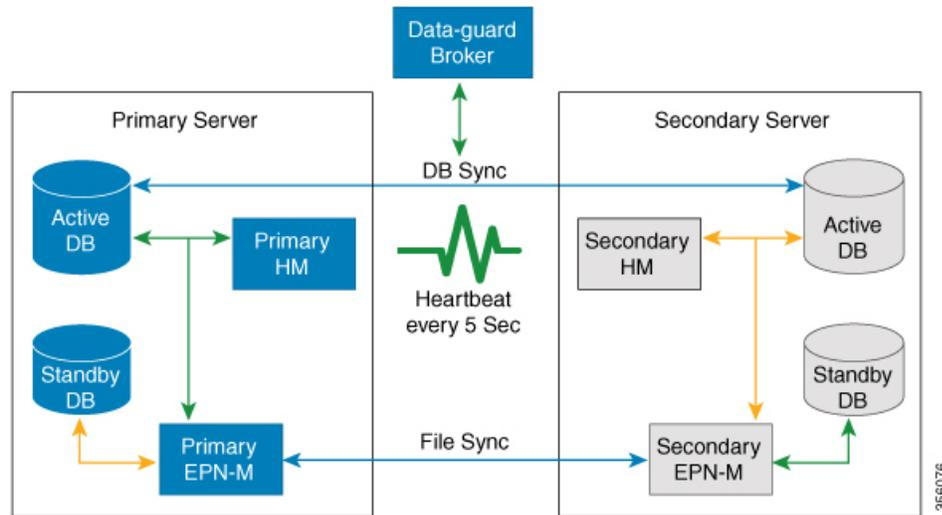 Data-guard
Broker
Primary Server
Secondary Server
DB Sync
Active
DB
Primary
HM
Secondary
HM
Active
DB
Heartbeat
every 5 Sec
Standby
DB
Standby
DB
Primary
EPN-M
File Sync
Secondary
EPN-M
356076